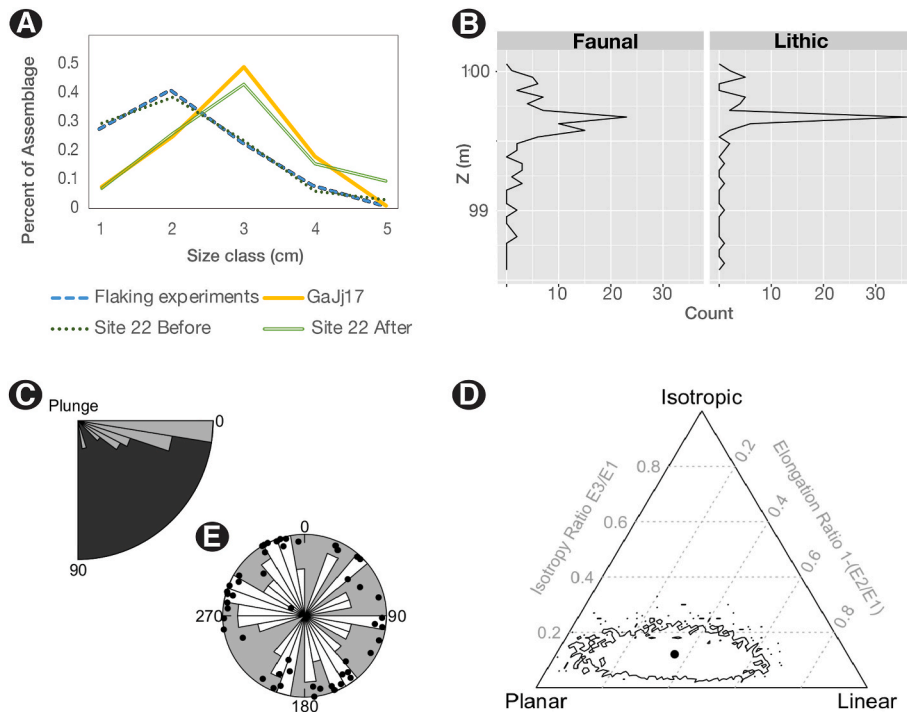 A
Percent of Assemblage
0.5
0.4
0.3
0.2
0.1
0
1 2 3 4 5
Size class (cm)
Flaking experiments GaJj17
Site 22 Before Site 22 After
B
Faunal Lithic
Z (m)
100
99
10 20 30 10 20 30
Count
C
Plunge
0
90
E
0
90
180
270
D
Isotropic
Isotropy Ratio E3/E1
Elongation Ratio 1-(E2/E1)
0.8
0.6
0.4
0.2
0.2
0.4
0.6
0.8
Planar Linear